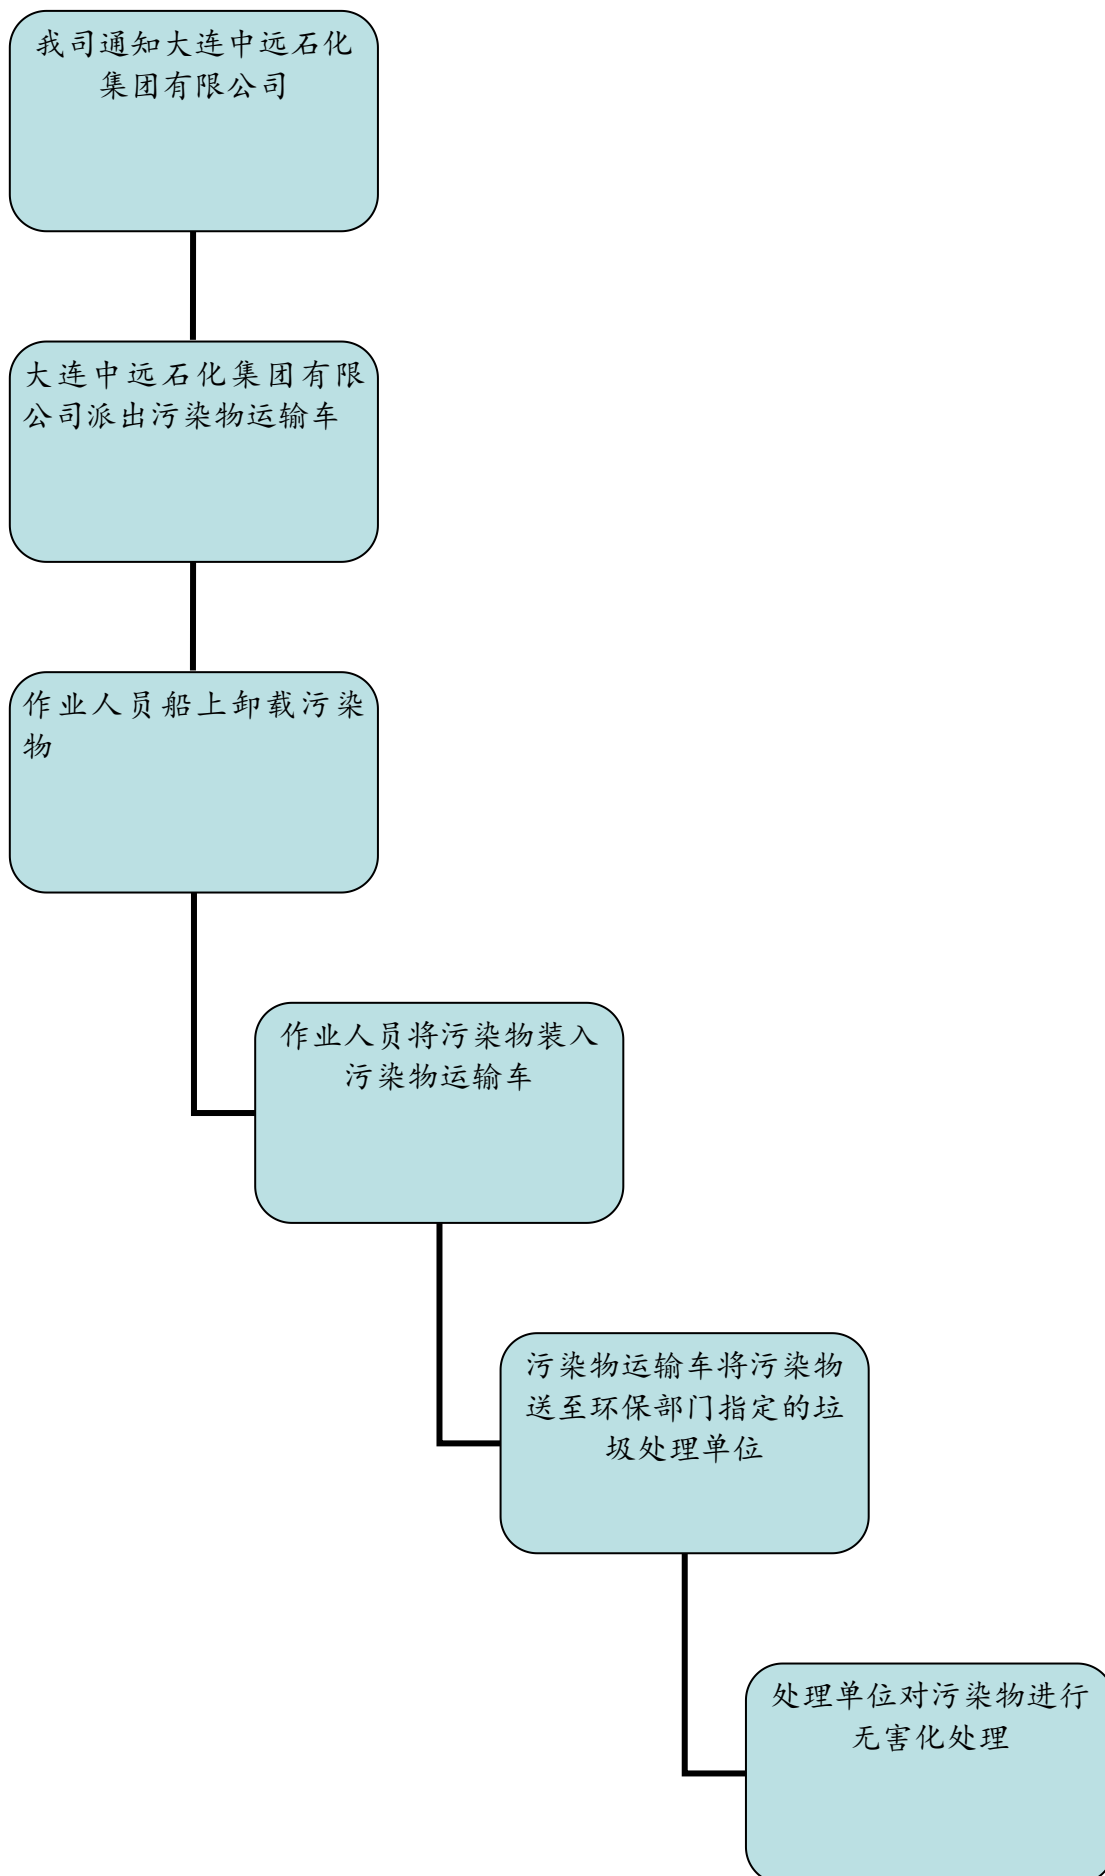 我司通知大连中远石化
集团有限公司
大连中远石化集团有限
公司派出污染物运输车
作业人员船上卸载污染
物
作业人员将污染物装入
污染物运输车
污染物运输车将污染物
送至环保部门指定的垃
圾处理单位
处理单位对污染物进行
无害化处理